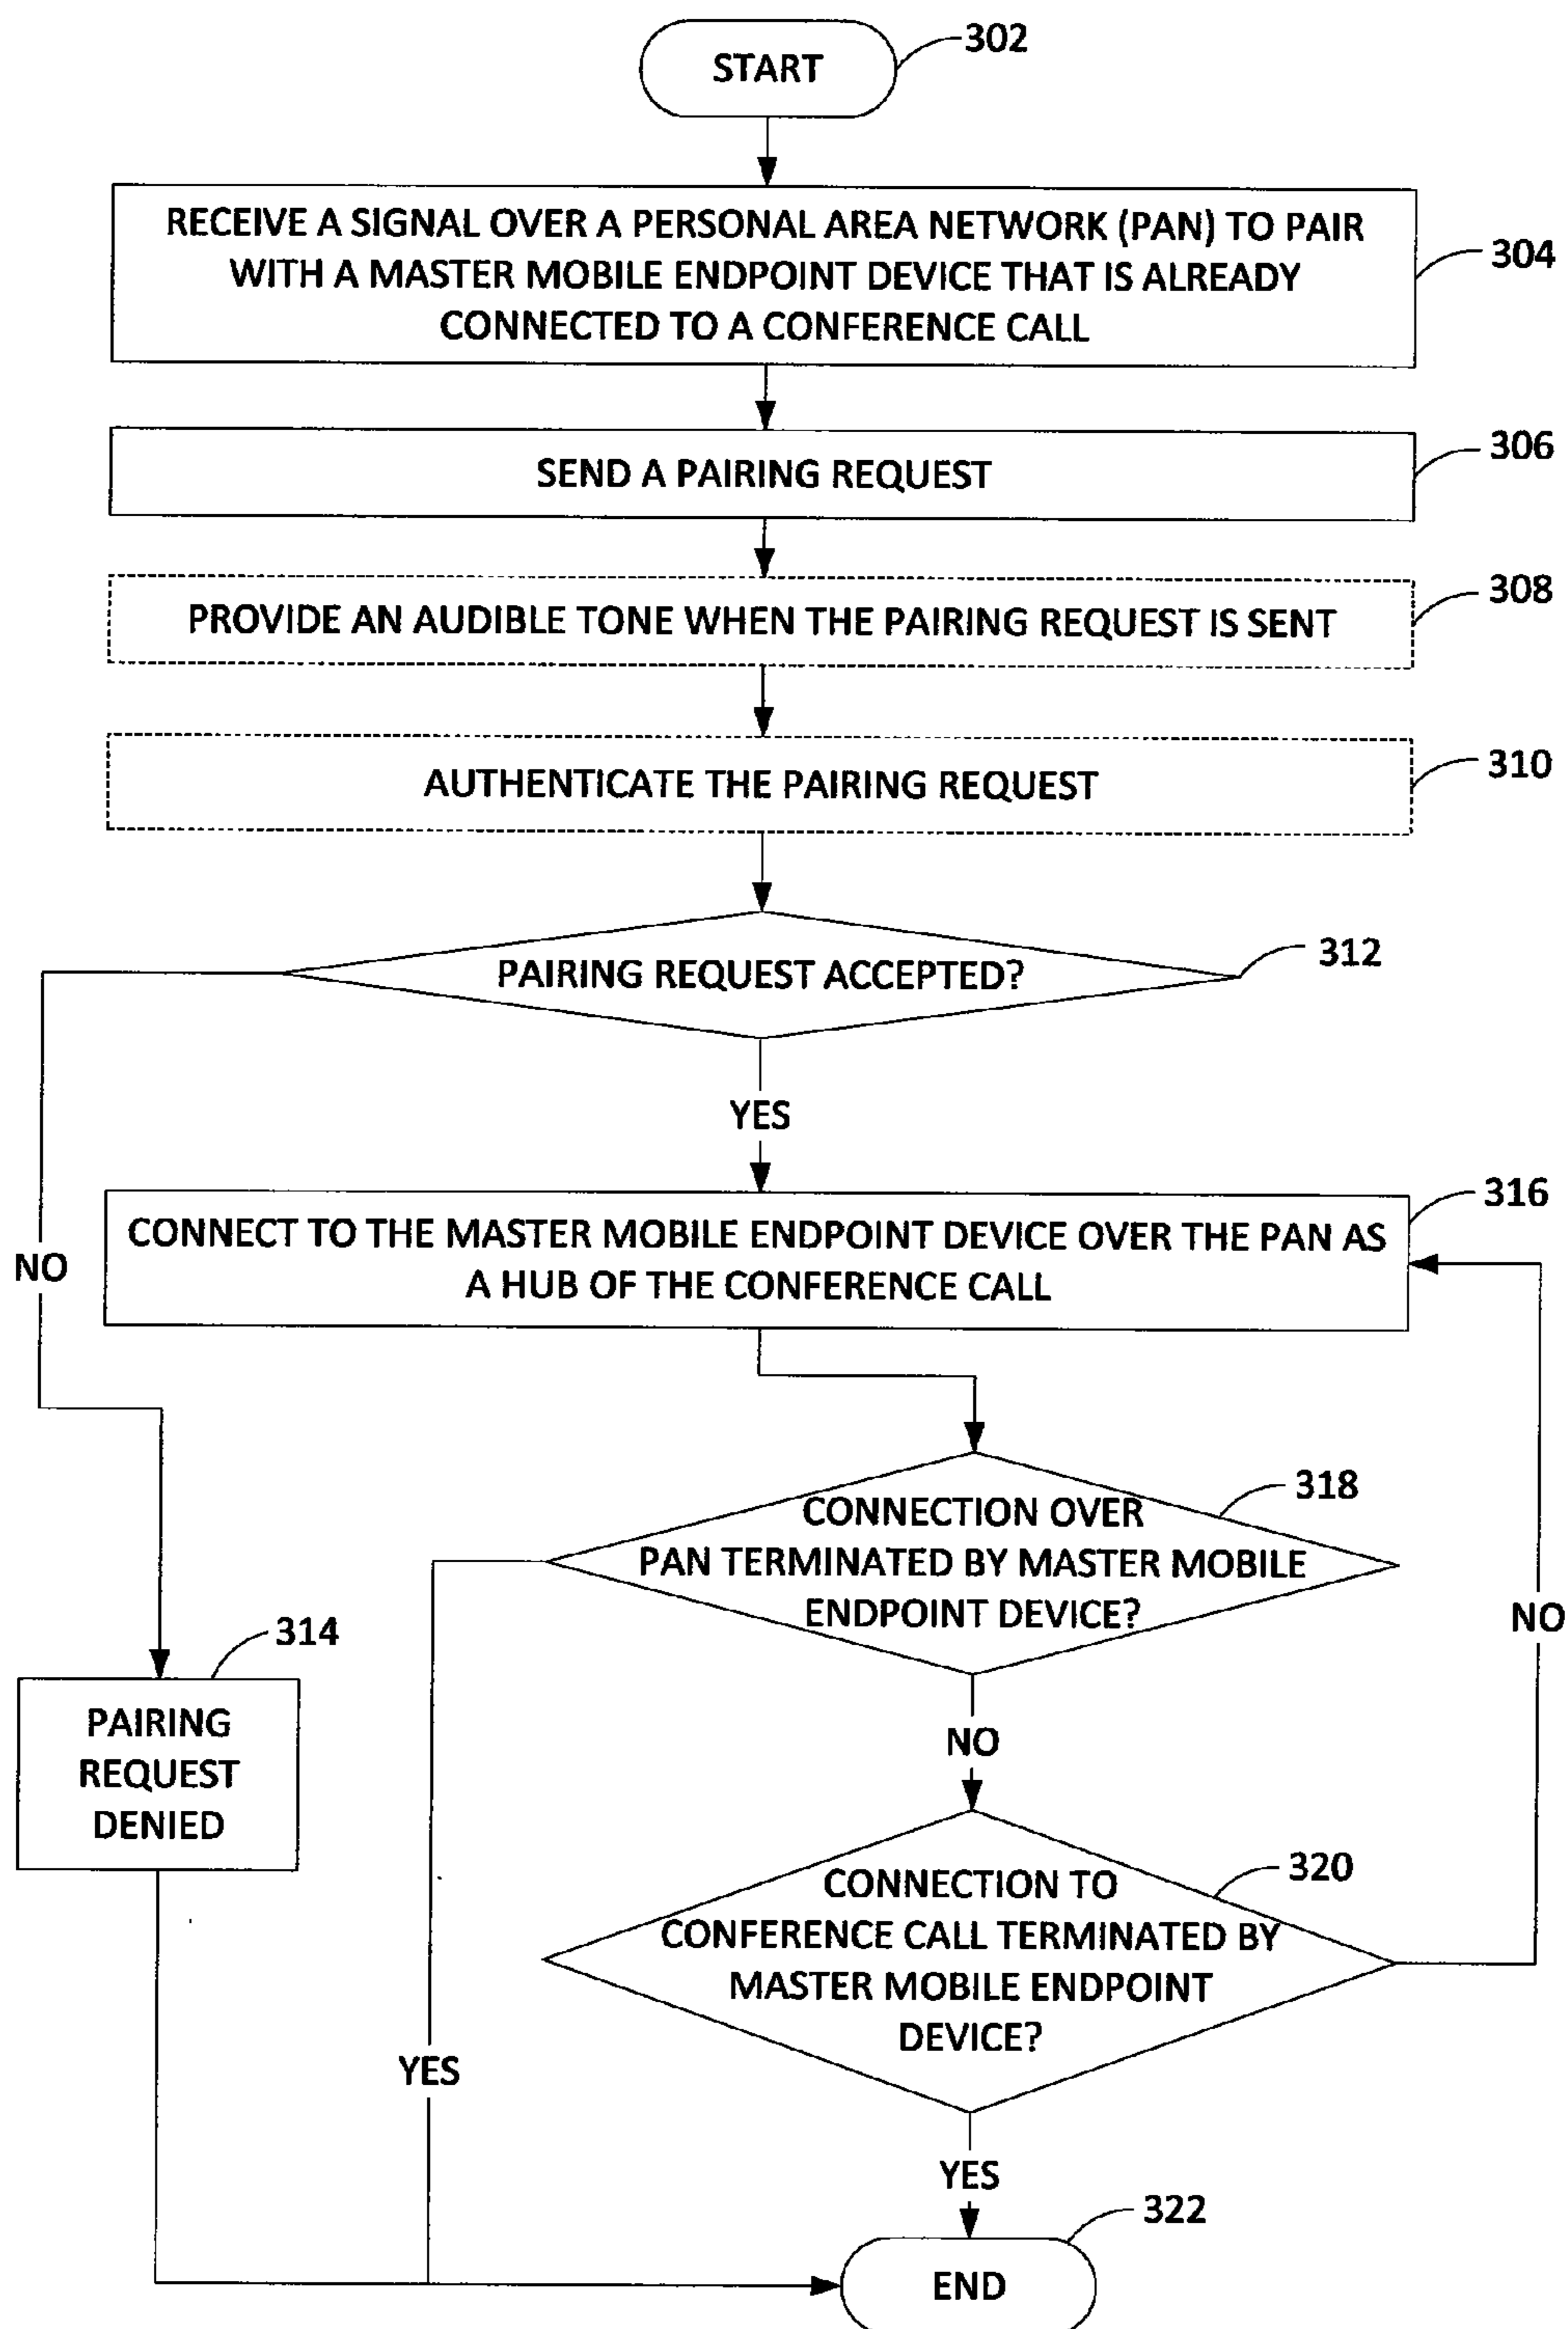 START
302
RECEIVE A SIGNAL OVER A PERSONAL AREA NETWORK (PAN) TO PAIR
WITH A MASTER MOBILE ENDPOINT DEVICE THAT IS ALREADY
CONNECTED TO A CONFERENCE CALL
304
SEND A PAIRING REQUEST
306
PROVIDE AN AUDIBLE TONE WHEN THE PAIRING REQUEST IS SENT
308
AUTHENTICATE THE PAIRING REQUEST
310
PAIRING REQUEST ACCEPTED?
312
YES
NO
CONNECT TO THE MASTER MOBILE ENDPOINT DEVICE OVER THE PAN AS
A HUB OF THE CONFERENCE CALL
316
CONNECTION OVER
PAN TERMINATED BY MASTER MOBILE
ENDPOINT DEVICE?
318
NO
NO
314
PAIRING
REQUEST
DENIED
CONNECTION TO
CONFERENCE CALL TERMINATED BY
MASTER MOBILE ENDPOINT
DEVICE?
320
YES
YES
END
322